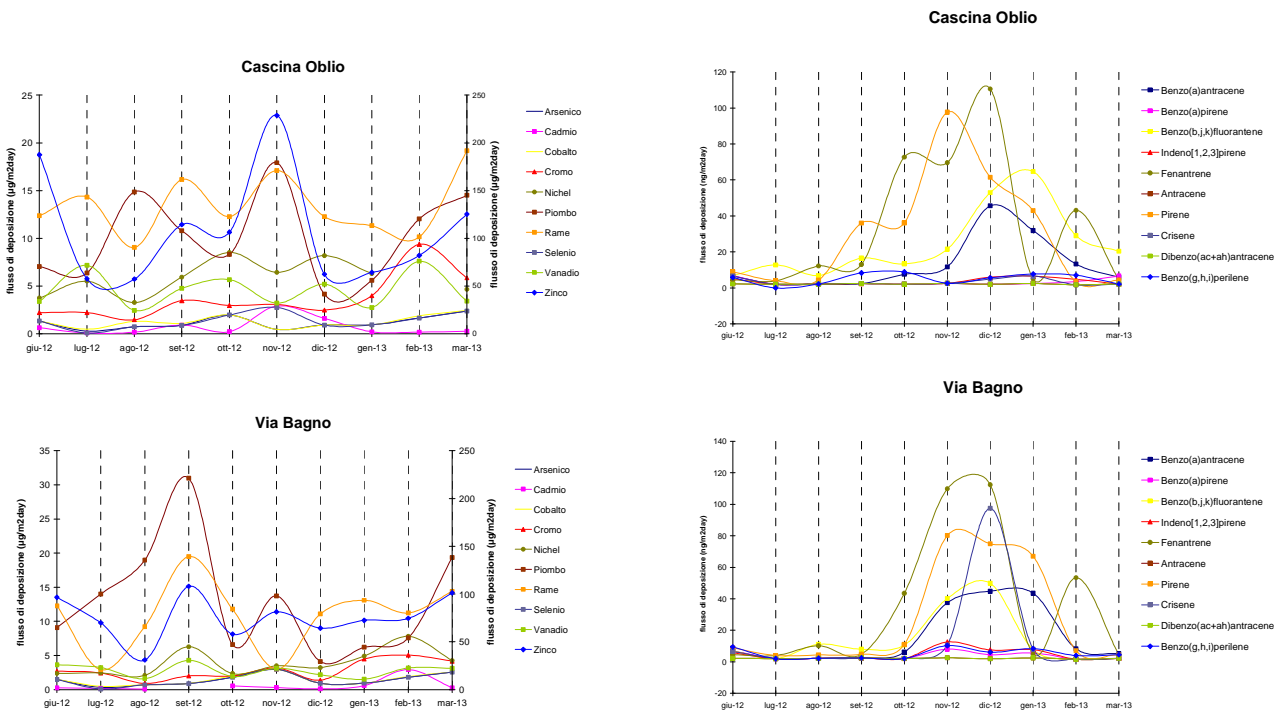 Cascina Oblio
flusso di deposizione (µg/m2day)
25
20
15
10
5
0
250
200
150
100
50
0
flusso di deposizione (µg/m2day)
giu-12 lug-12 ago-12 set-12 ott-12 nov-12 dic-12 gen-13 feb-13 mar-13
Arsenico
Cadmio
Cobalto
Cromo
Nichel
Piombo
Rame
Selenio
Vanadio
Zinco
Cascina Oblio
flusso di deposizione (ng/m2day)
120
100
80
60
40
20
0
-20
giu-12 lug-12 ago-12 set-12 ott-12 nov-12 dic-12 gen-13 feb-13 mar-13
Benzo(a)antracene
Benzo(a)pirene
Benzo(b,j,k)fluorantene
Indeno[1,2,3]pirene
Fenantrene
Antracene
Pirene
Crisene
Dibenzo(ac+ah)antracene
Benzo(g,h,i)perilene
Via Bagno
flusso di deposizione (µg/m2day)
35
30
25
20
15
10
5
0
250
200
150
100
50
0
flusso di deposizione (µg/m2day)
giu-12 lug-12 ago-12 set-12 ott-12 nov-12 dic-12 gen-13 feb-13 mar-13
Arsenico
Cadmio
Cobalto
Cromo
Nichel
Piombo
Rame
Selenio
Vanadio
Zinco
Via Bagno
flusso di deposizione (ng/m2day)
140
120
100
80
60
40
20
0
-20
giu-12 lug-12 ago-12 set-12 ott-12 nov-12 dic-12 gen-13 feb-13 mar-13
Benzo(a)antracene
Benzo(a)pirene
Benzo(b,j,k)fluorantene
Indeno[1,2,3]pirene
Fenantrene
Antracene
Pirene
Crisene
Dibenzo(ac+ah)antracene
Benzo(g,h,i)perilene